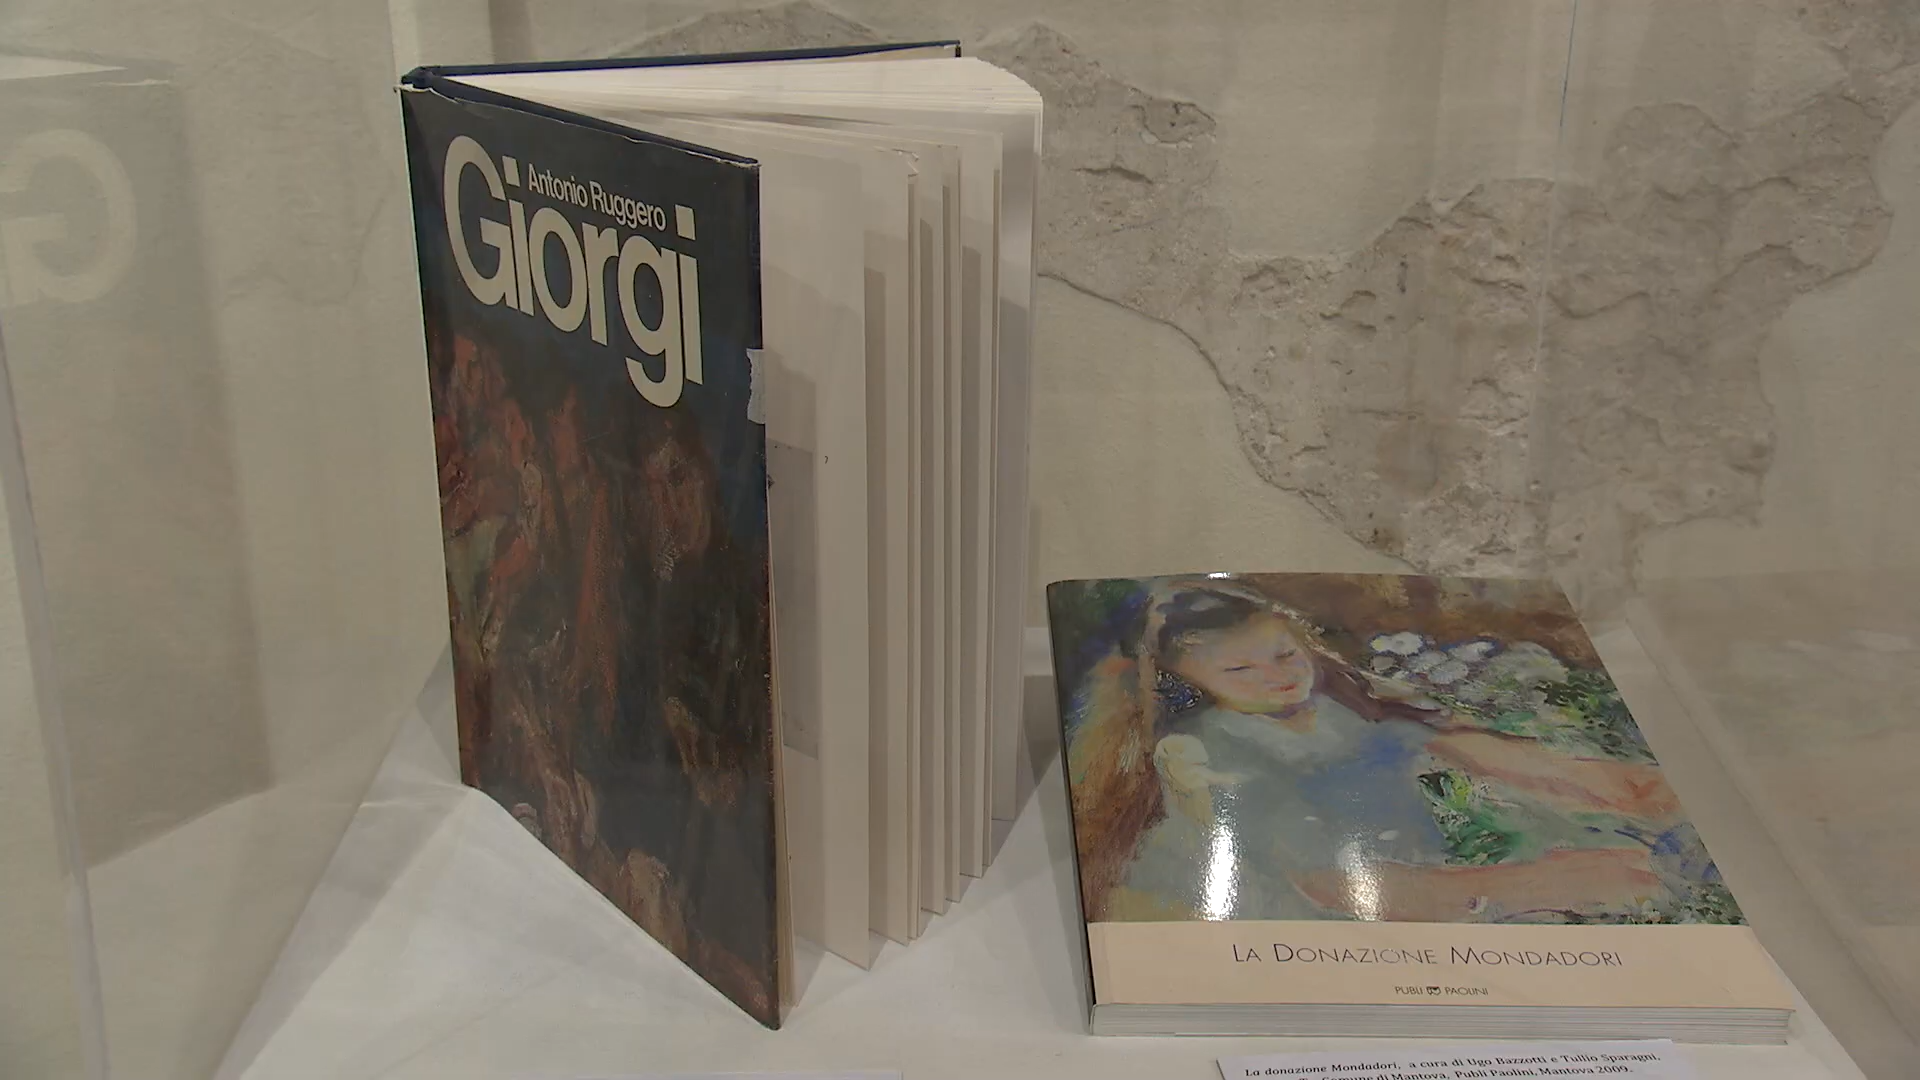 Antonio Ruggero
Giorgi
LA DONAZIONE MONDADORI
PUBLI PAOLINI
La donazione Mondadori, a cura di Ugo Bazzotti e Tullio Sparagni,
Comune di Mantova, Publi Paolini, Mantova 2009.
G